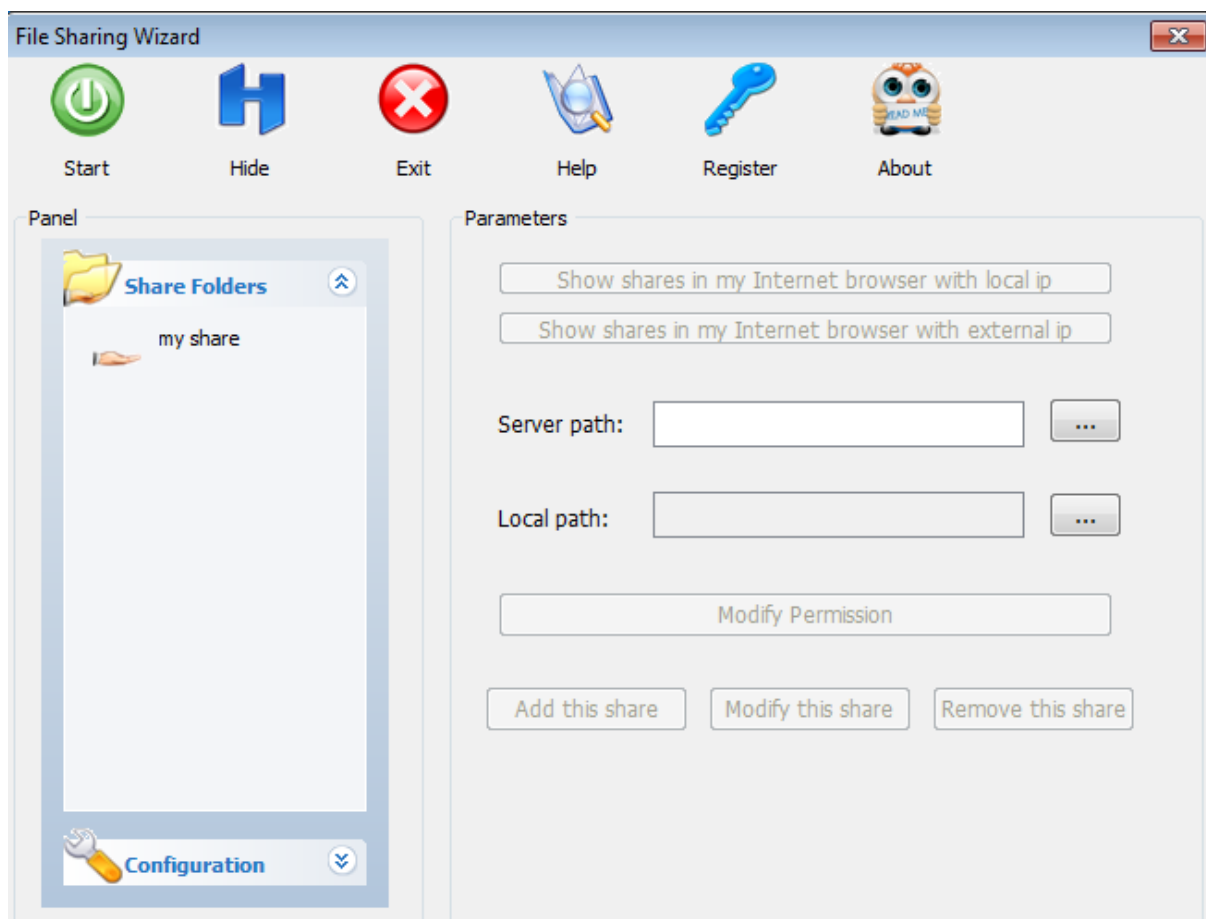 File Sharing Wizard
Start Hide Exit Help Register About
READ ME
Panel
Share Folders
my share
Configuration
Parameters
Show shares in my Internet browser with local ip
Show shares in my Internet browser with external ip
Server path: ...
Local path: ...
Modify Permission
Add this share Modify this share Remove this share